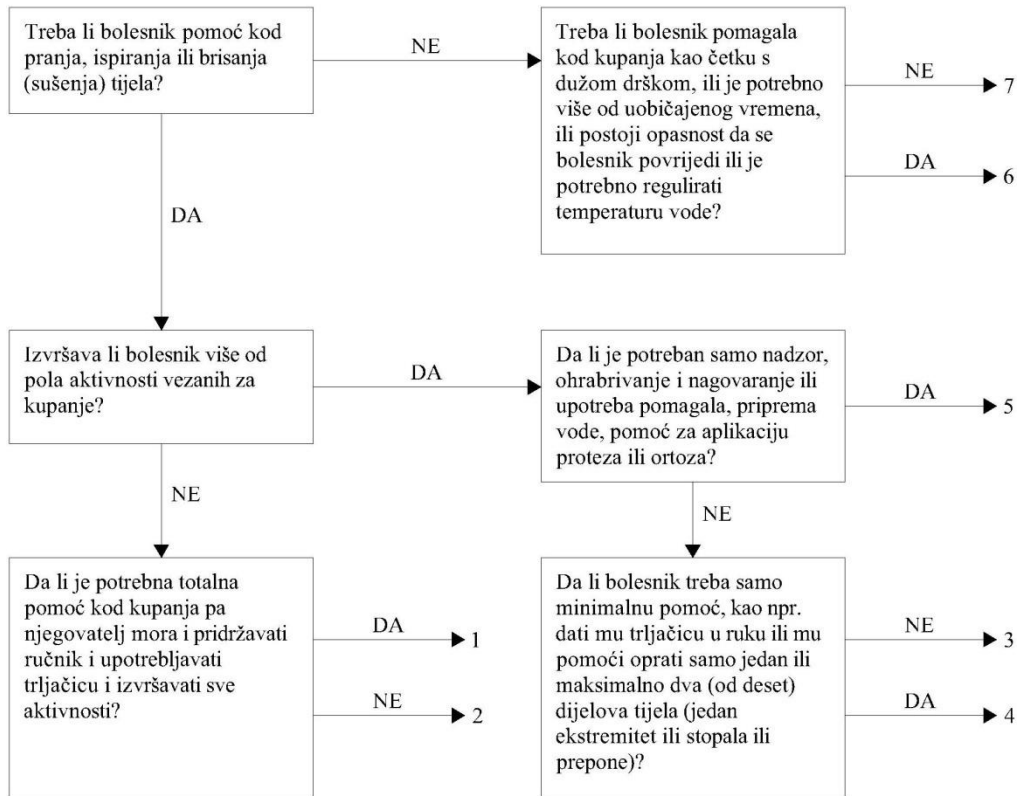 Treba li bolesnik pomoć kod
pranja, ispiranja ili brisanja
(sušenja) tijela?
NE
Treba li bolesnik pomagala
kod kupanja kao četku s
dužom drškom, ili je potrebno
više od uobičajenog vremena,
ili postoji opasnost da se
bolesnik povrijedi ili je
potrebno regulirati
temperaturu vode?
NE
7
DA
6
DA
Izvršava li bolesnik više od
pola aktivnosti vezanih za
kupanje?
DA
Da li je potreban samo nadzor,
ohrabrivanje i nagovaranje ili
upotreba pomagala, priprema
vode, pomoć za aplikaciju
proteza ili ortoza?
DA
5
NE
NE
Da li je potrebna totalna
pomoć kod kupanja pa
njegovatelj mora i pridržavati
ručnik i upotrebljavati
trljačicu i izvršavati sve
aktivnosti?
DA
1
NE
2
Da li bolesnik treba samo
minimalnu pomoć, kao npr.
dati mu trljačicu u ruku ili mu
pomoći oprati samo jedan ili
maksimalno dva (od deset)
dijelova tijela (jedan
ekstremitet ili stopala ili
prepone)?
NE
3
DA
4